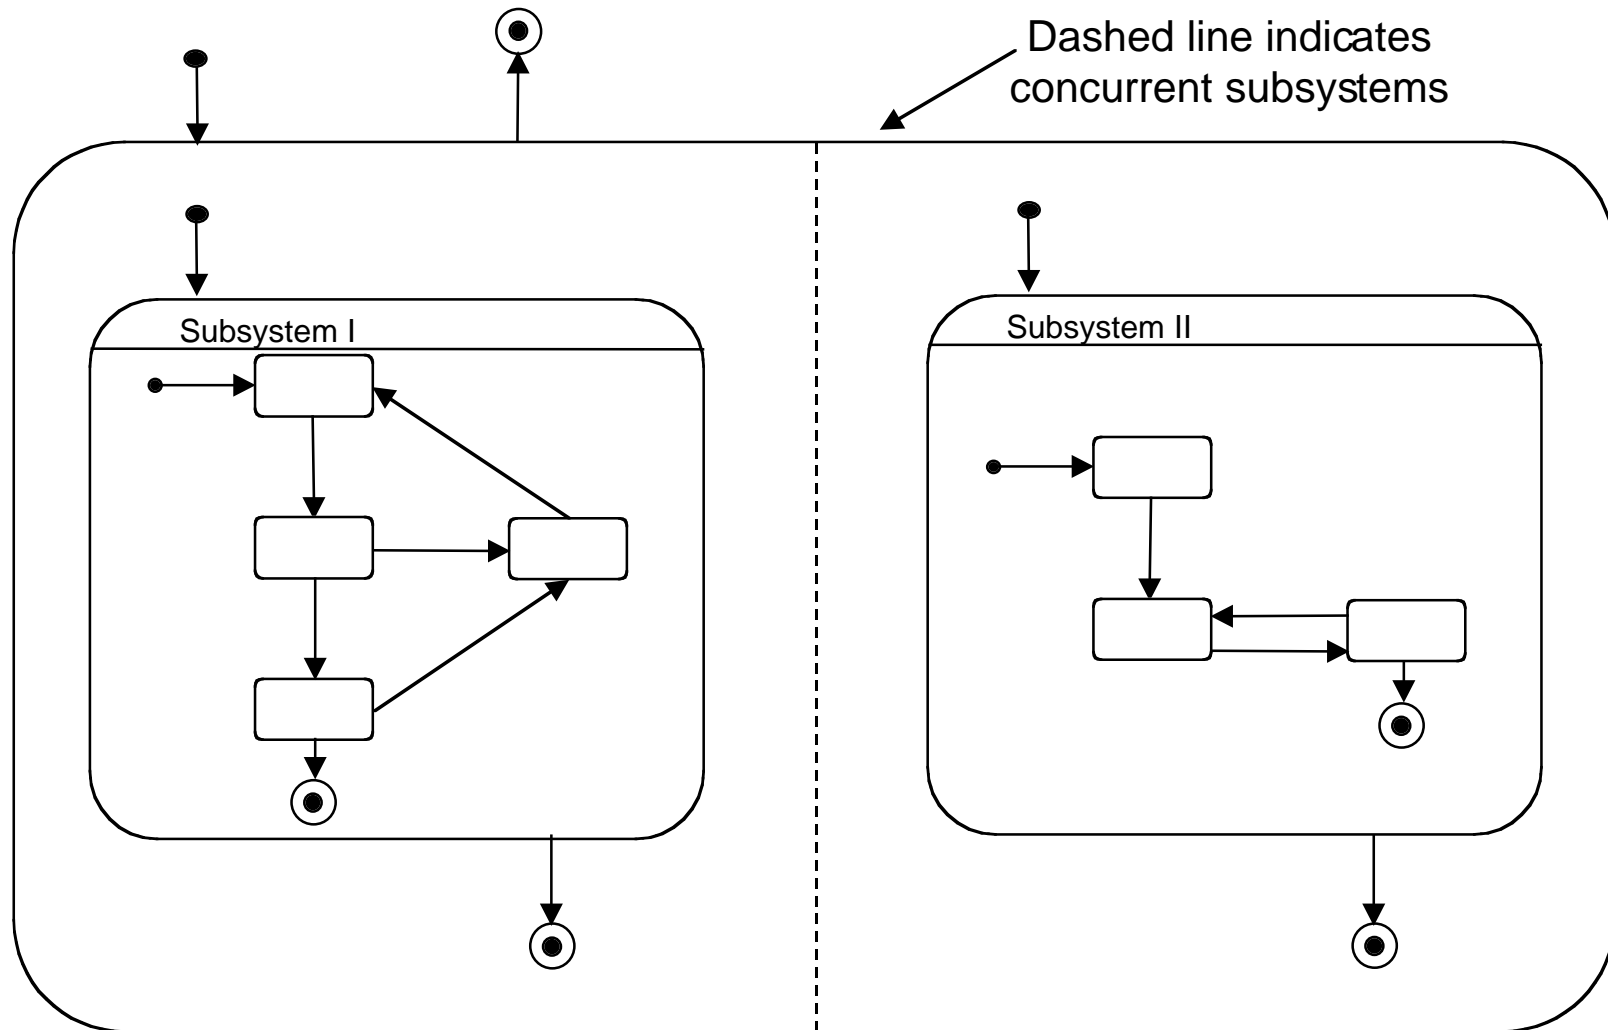 Dashed line indicates
concurrent subsystems
Subsystem I
Subsystem II